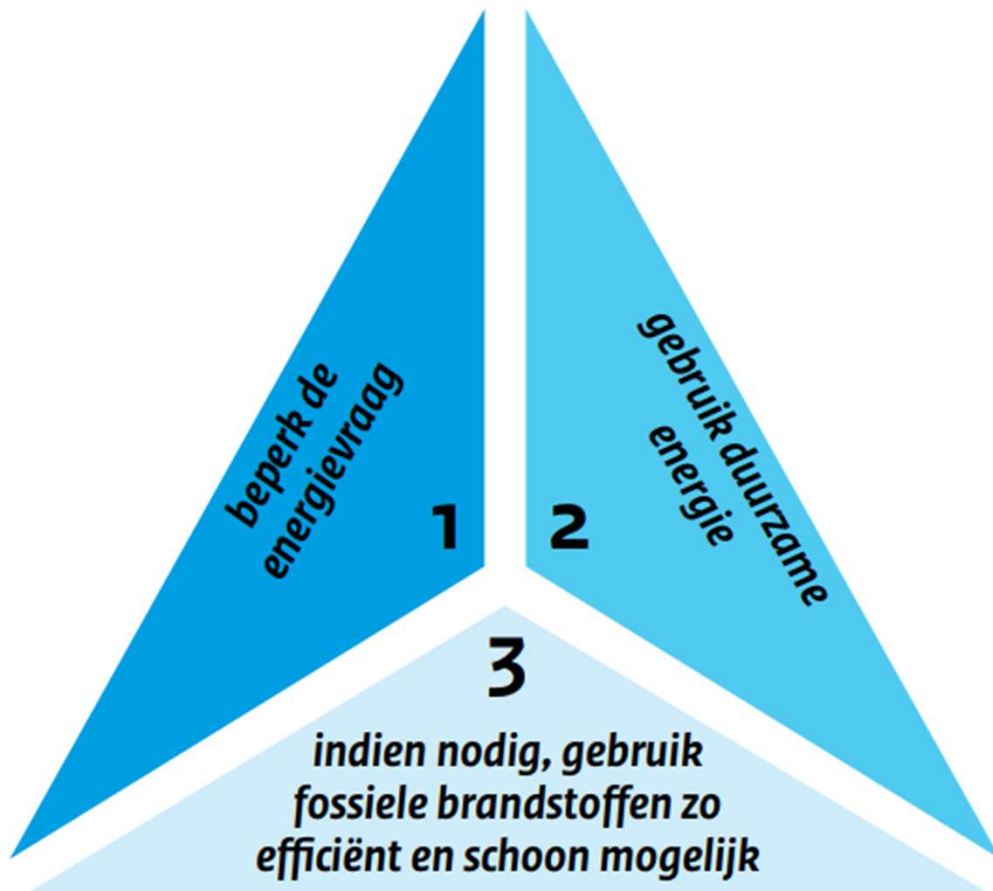 beperk de
energievraag
1
2
gebruik duurzame
energie
3
indien nodig, gebruik
fossiele brandstoffen zo
efficiënt en schoon mogelijk